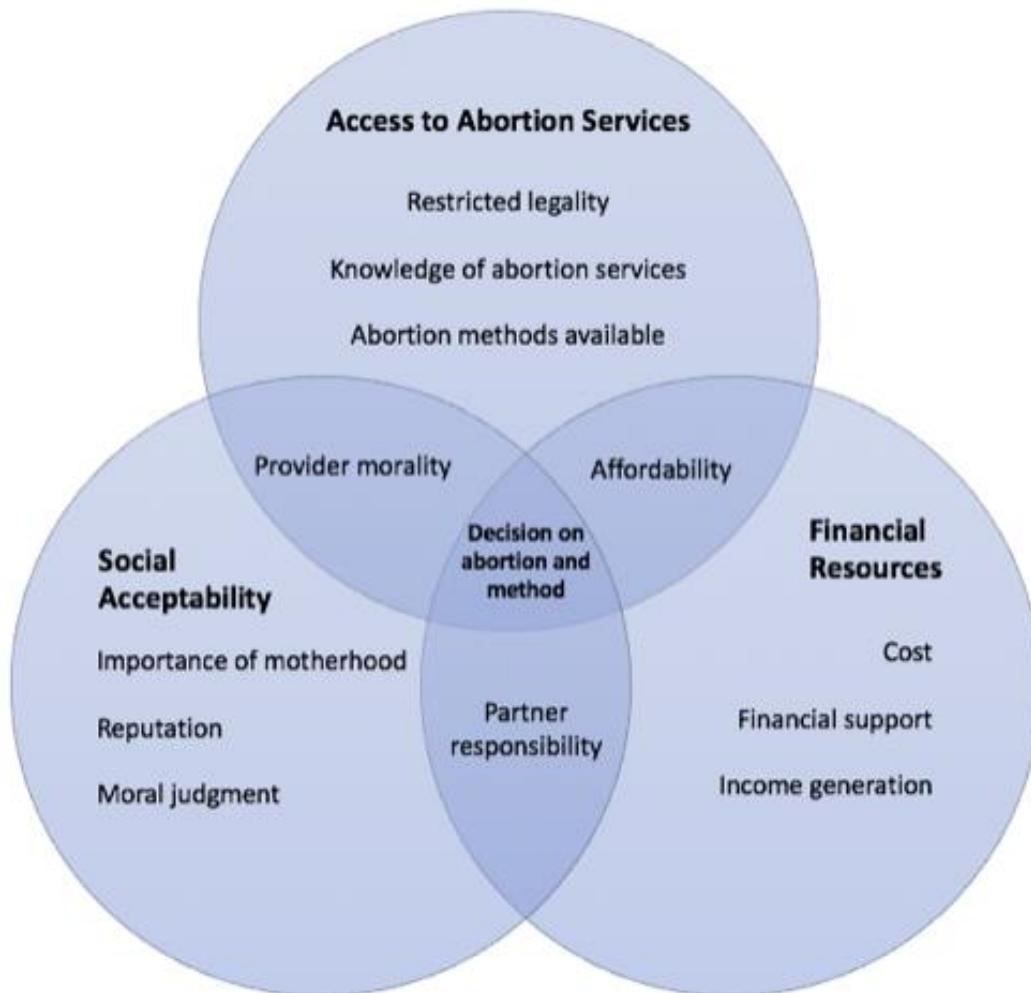 Access to Abortion Services
Restricted legality
Knowledge of abortion services
Abortion methods available
Provider morality
Affordability
Decision on
abortion and
method
Social
Acceptability
Importance of motherhood
Reputation
Moral judgment
Partner
responsibility
Financial
Resources
Cost
Financial support
Income generation